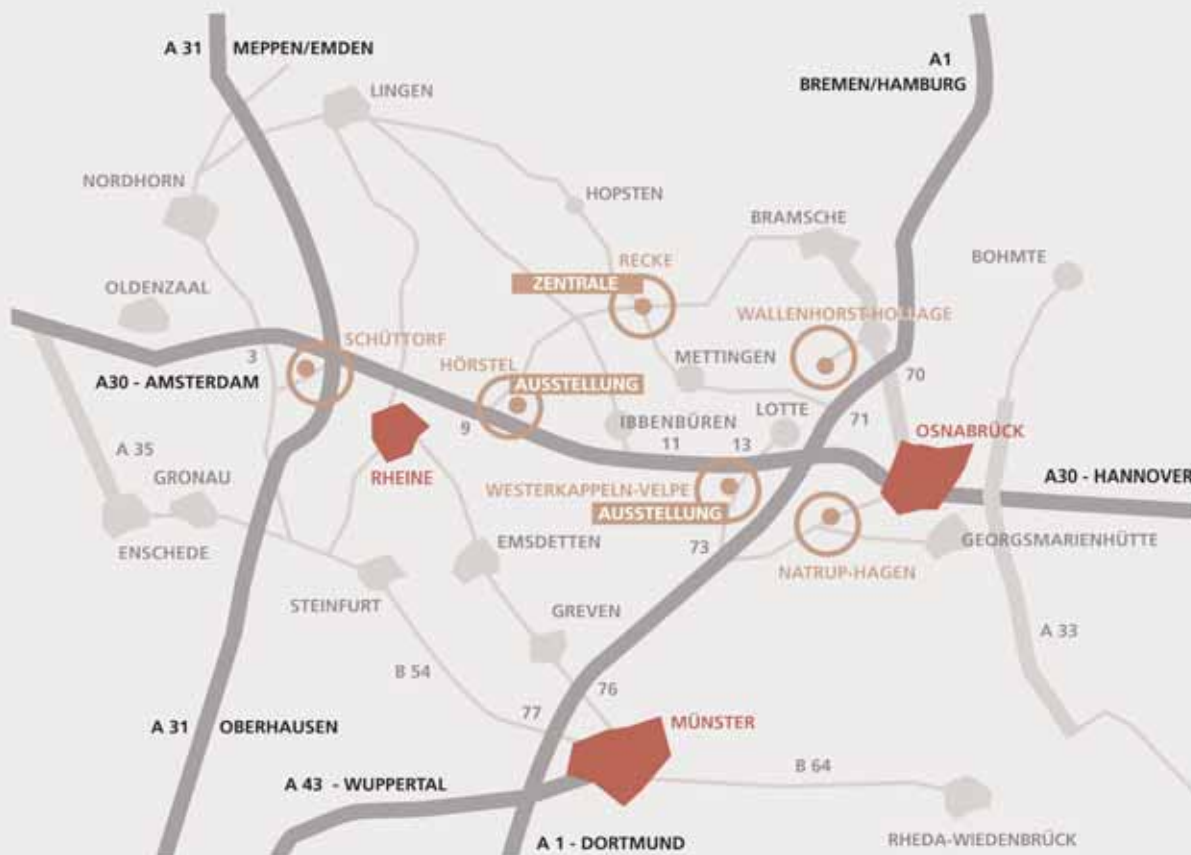 A 31 MEPPEN/EMDEN
A1
BREMEN/HAMBURG
LINGEN
NORDHORN
HOPSTEN
BRAMSCHE
BOHMTE
RECKE
ZENTRALE
OLDENZAAL
WALLENHORST-HOLLAGE
SCHÜTTORF
3
HÖRSTEL
METTINGEN
A30 - AMSTERDAM
AUSSTELLUNG
70
LOTTE
71
9
IBBENBÜREN
OSNABRÜCK
11
13
A 35
GRONAU
RHEINE
WESTERKAPPELN-VELPE
AUSSTELLUNG
A30 - HANNOVER
ENSCHEDE
EMSDETTEN
73
GEORGSMARIENHÜTTE
NATRUP-HAGEN
STEINFURT
GREVEN
A 33
B 54
76
77
MÜNSTER
A 31 OBERHAUSEN
B 64
A 43 - WUPPERTAL
A 1 - DORTMUND
RHEDA-WIEDENBRÜCK